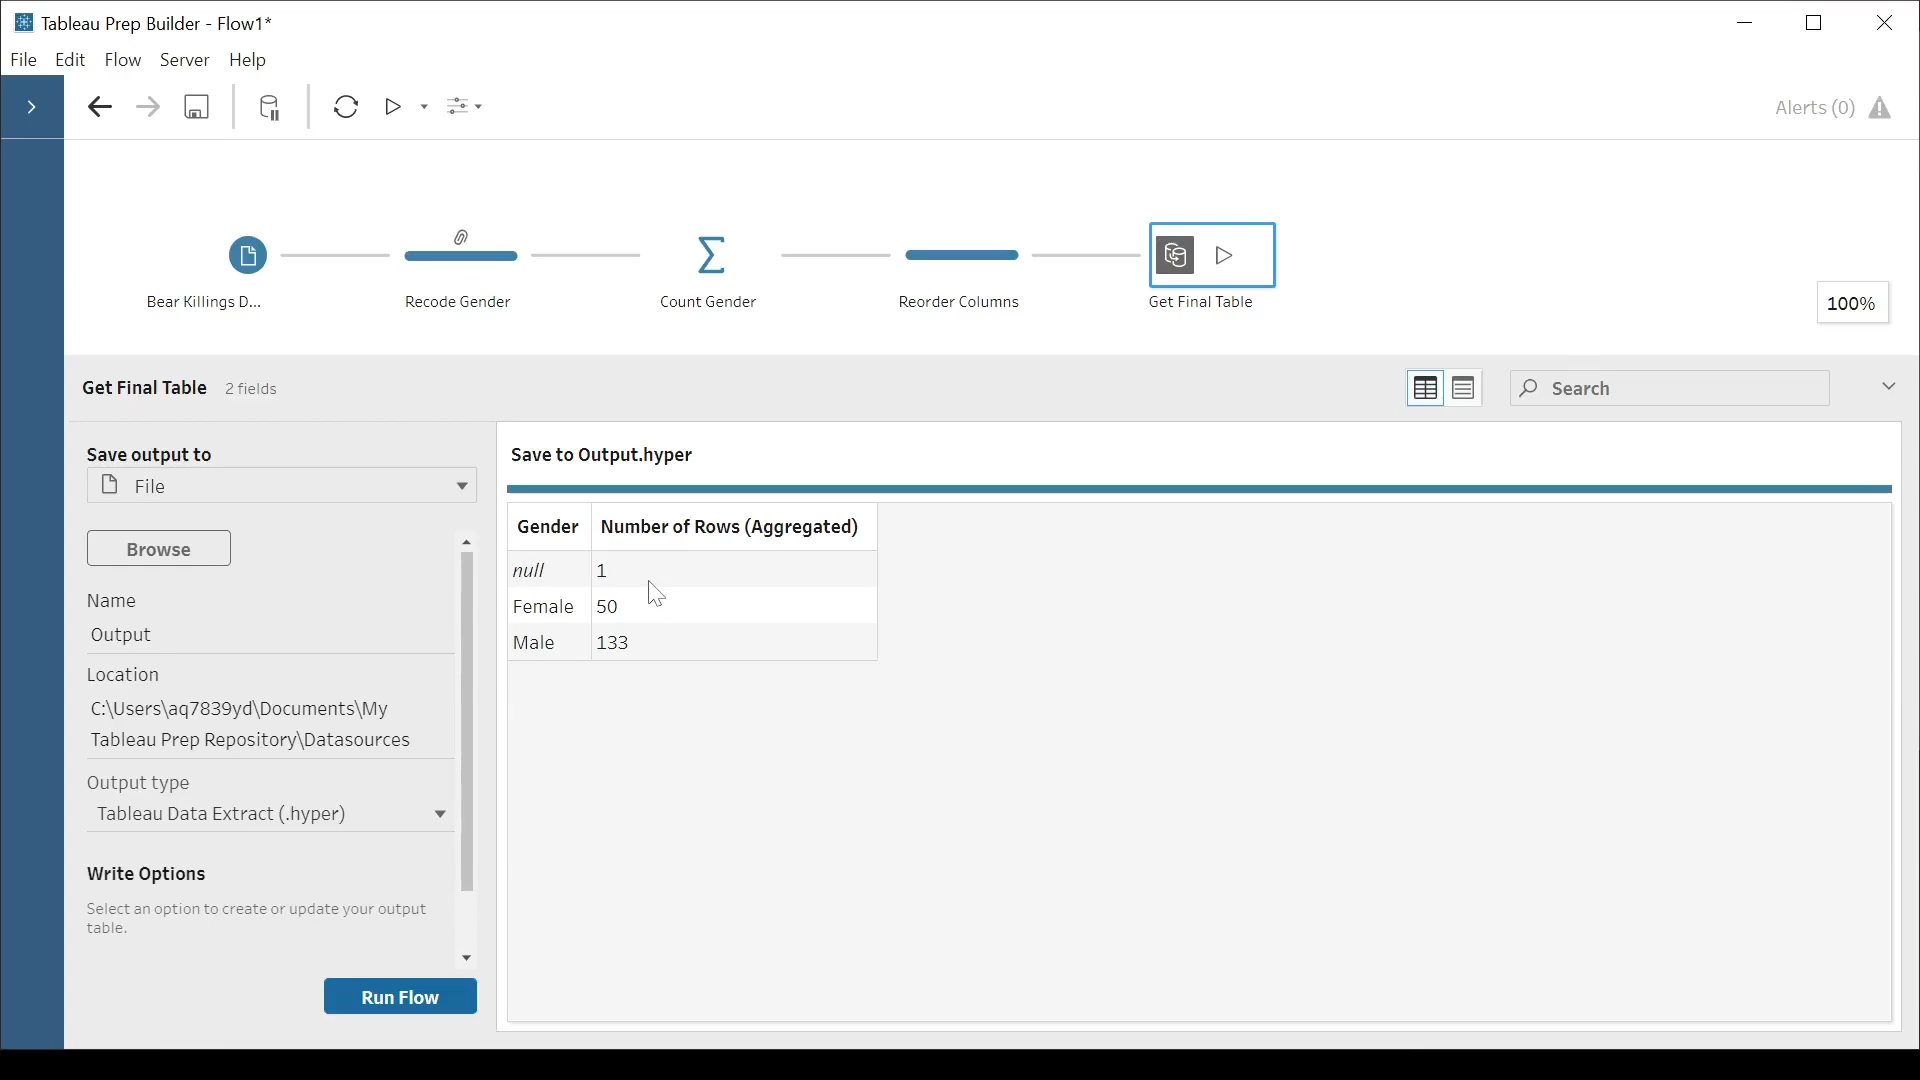 Tableau Prep Builder - Flow1*
File Edit Flow Server Help
Alerts (0)
Bear Killings D...
Recode Gender
Count Gender
Reorder Columns
Get Final Table
100%
Get Final Table 2 fields
Search
Save output to
File
Browse
Name
Output
Location
C:\Users\aq7839yd\Documents\My
Tableau Prep Repository\Datasources
Output type
Tableau Data Extract (.hyper)
Write Options
Select an option to create or update your output
table.
Run Flow
Save to Output.hyper
Gender Number of Rows (Aggregated)
null 1
Female 50
Male 133